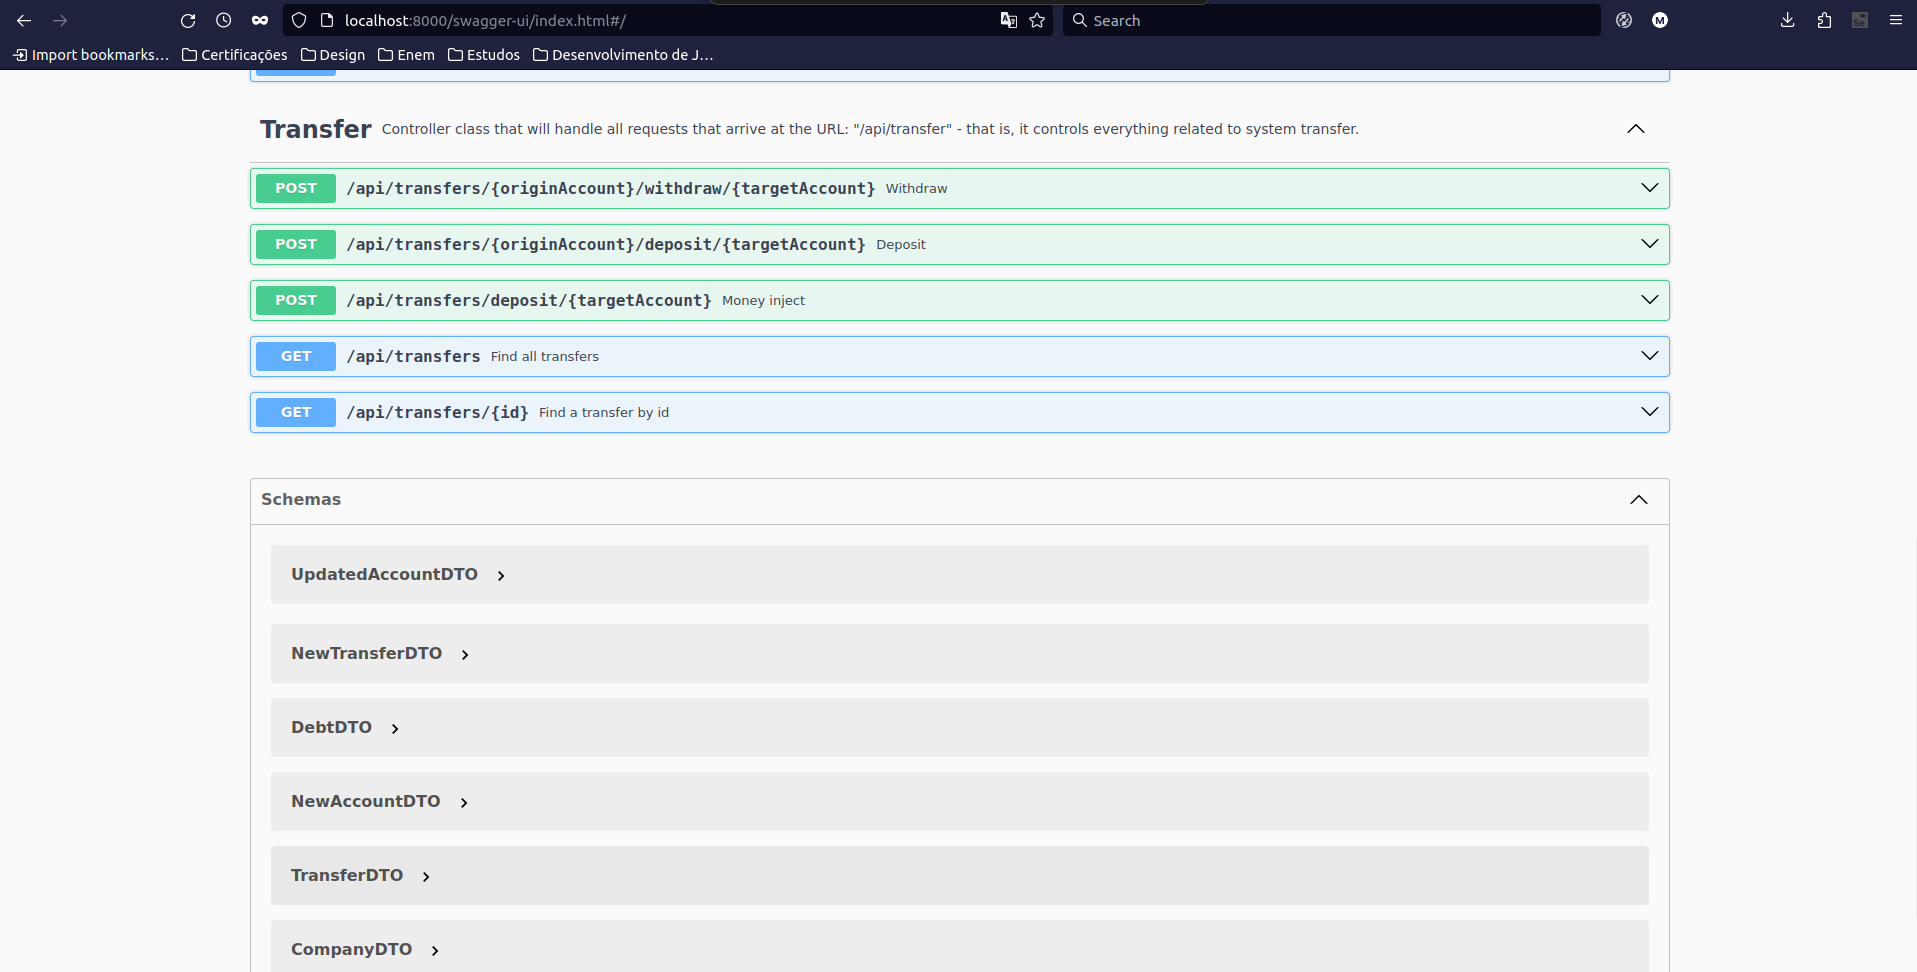 localhost:8000/swagger-ui/index.html#/
Search
M
Se
Import bookmarks...
Certificações
Design
Enem
Estudos
Desenvolvimento de J...
Transfer Controller class that will handle all requests that arrive at the URL: "/api/transfer" - that is, it controls everything related to system transfer.
POST /api/transfers/{originAccount}/withdraw/{targetAccount} Withdraw
POST /api/transfers/{originAccount}/deposit/{targetAccount} Deposit
POST /api/transfers/deposit/{targetAccount} Money inject
GET /api/transfers Find all transfers
GET /api/transfers/{id} Find a transfer by id
Schemas
UpdatedAccountDTO
NewTransferDTO
DebtDTO
NewAccountDTO
TransferDTO
CompanyDTO